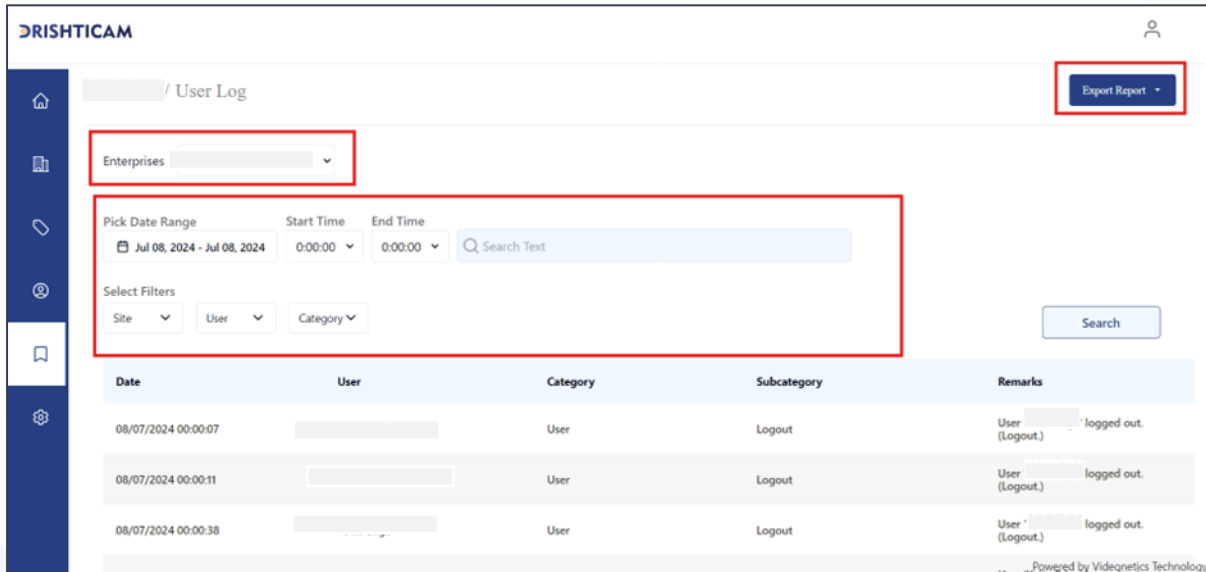 DRISHTICAM
/ User Log
Export Report
Enterprises
Pick Date Range Start Time End Time
Jul 08, 2024 - Jul 08, 2024 0:00:00 0:00:00 Search Text
Select Filters
Site User Category
Search
Date User Category Subcategory Remarks
08/07/2024 00:00:07 User Logout User ' logged out.
(Logout.)
08/07/2024 00:00:11 User Logout User logged out.
(Logout.)
08/07/2024 00:00:38 User Logout User ' logged out.
(Logout.)
Powered by Videonetics Technology